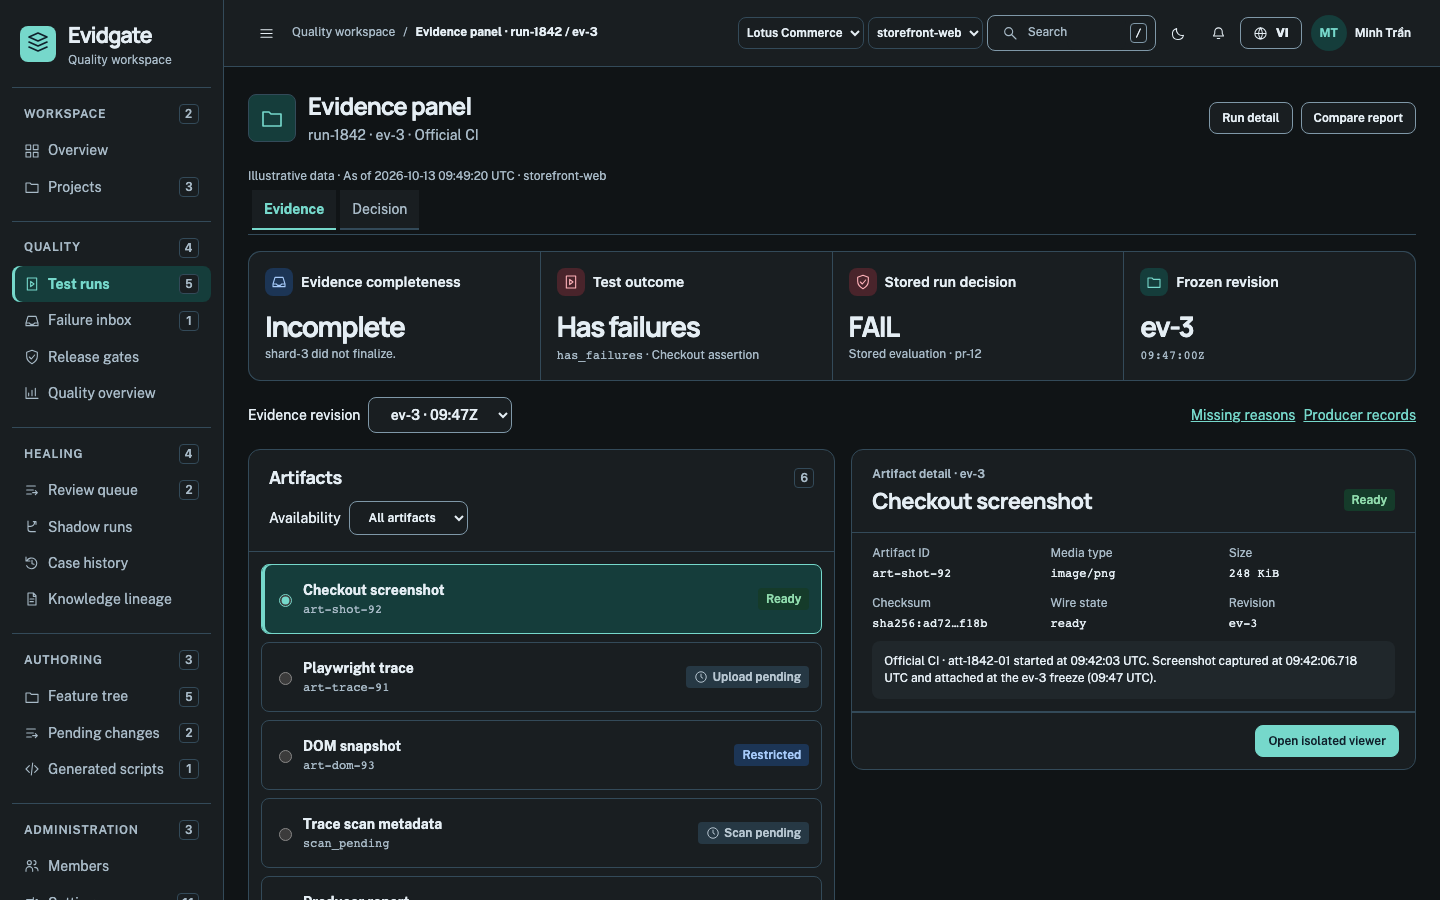 Evidgate
Quality workspace
WORKSPACE 2
Overview
Projects 3
QUALITY 4
Test runs 5
Failure inbox 1
Release gates
Quality overview
HEALING 4
Review queue 2
Shadow runs
Case history
Knowledge lineage
AUTHORING 3
Feature tree 5
Pending changes 2
Generated scripts 1
ADMINISTRATION 3
Members
Quality workspace / Evidence panel · run-1842 / ev-3
Lotus Commerce storefront-web Search / VI MT Minh Trần
Evidence panel
run-1842 · ev-3 · Official CI
Run detail Compare report
Illustrative data · As of 2026-10-13 09:49:20 UTC · storefront-web
Evidence Decision
Evidence completeness
Incomplete
shard-3 did not finalize.
Test outcome
Has failures
has_failures · Checkout assertion
Stored run decision
FAIL
Stored evaluation · pr-12
Frozen revision
ev-3
09:47:00Z
Evidence revision ev-3 · 09:47Z
Missing reasons Producer records
Artifacts 6
Availability All artifacts
Checkout screenshot
art-shot-92
Ready
Playwright trace
art-trace-91
Upload pending
DOM snapshot
art-dom-93
Restricted
Trace scan metadata
scan_pending
Scan pending
Artifact detail · ev-3
Checkout screenshot
Ready
Artifact ID Media type Size
art-shot-92 image/png 248 KiB
Checksum Wire state Revision
sha256:ad72…f18b ready ev-3
Official CI · att-1842-01 started at 09:42:03 UTC. Screenshot captured at 09:42:06.718
UTC and attached at the ev-3 freeze (09:47 UTC).
Open isolated viewer